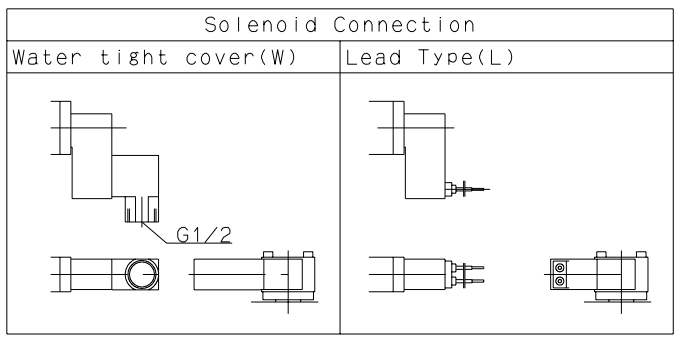 Solenoid Connection
Water tight cover(W)
Lead Type(L)
G1/2